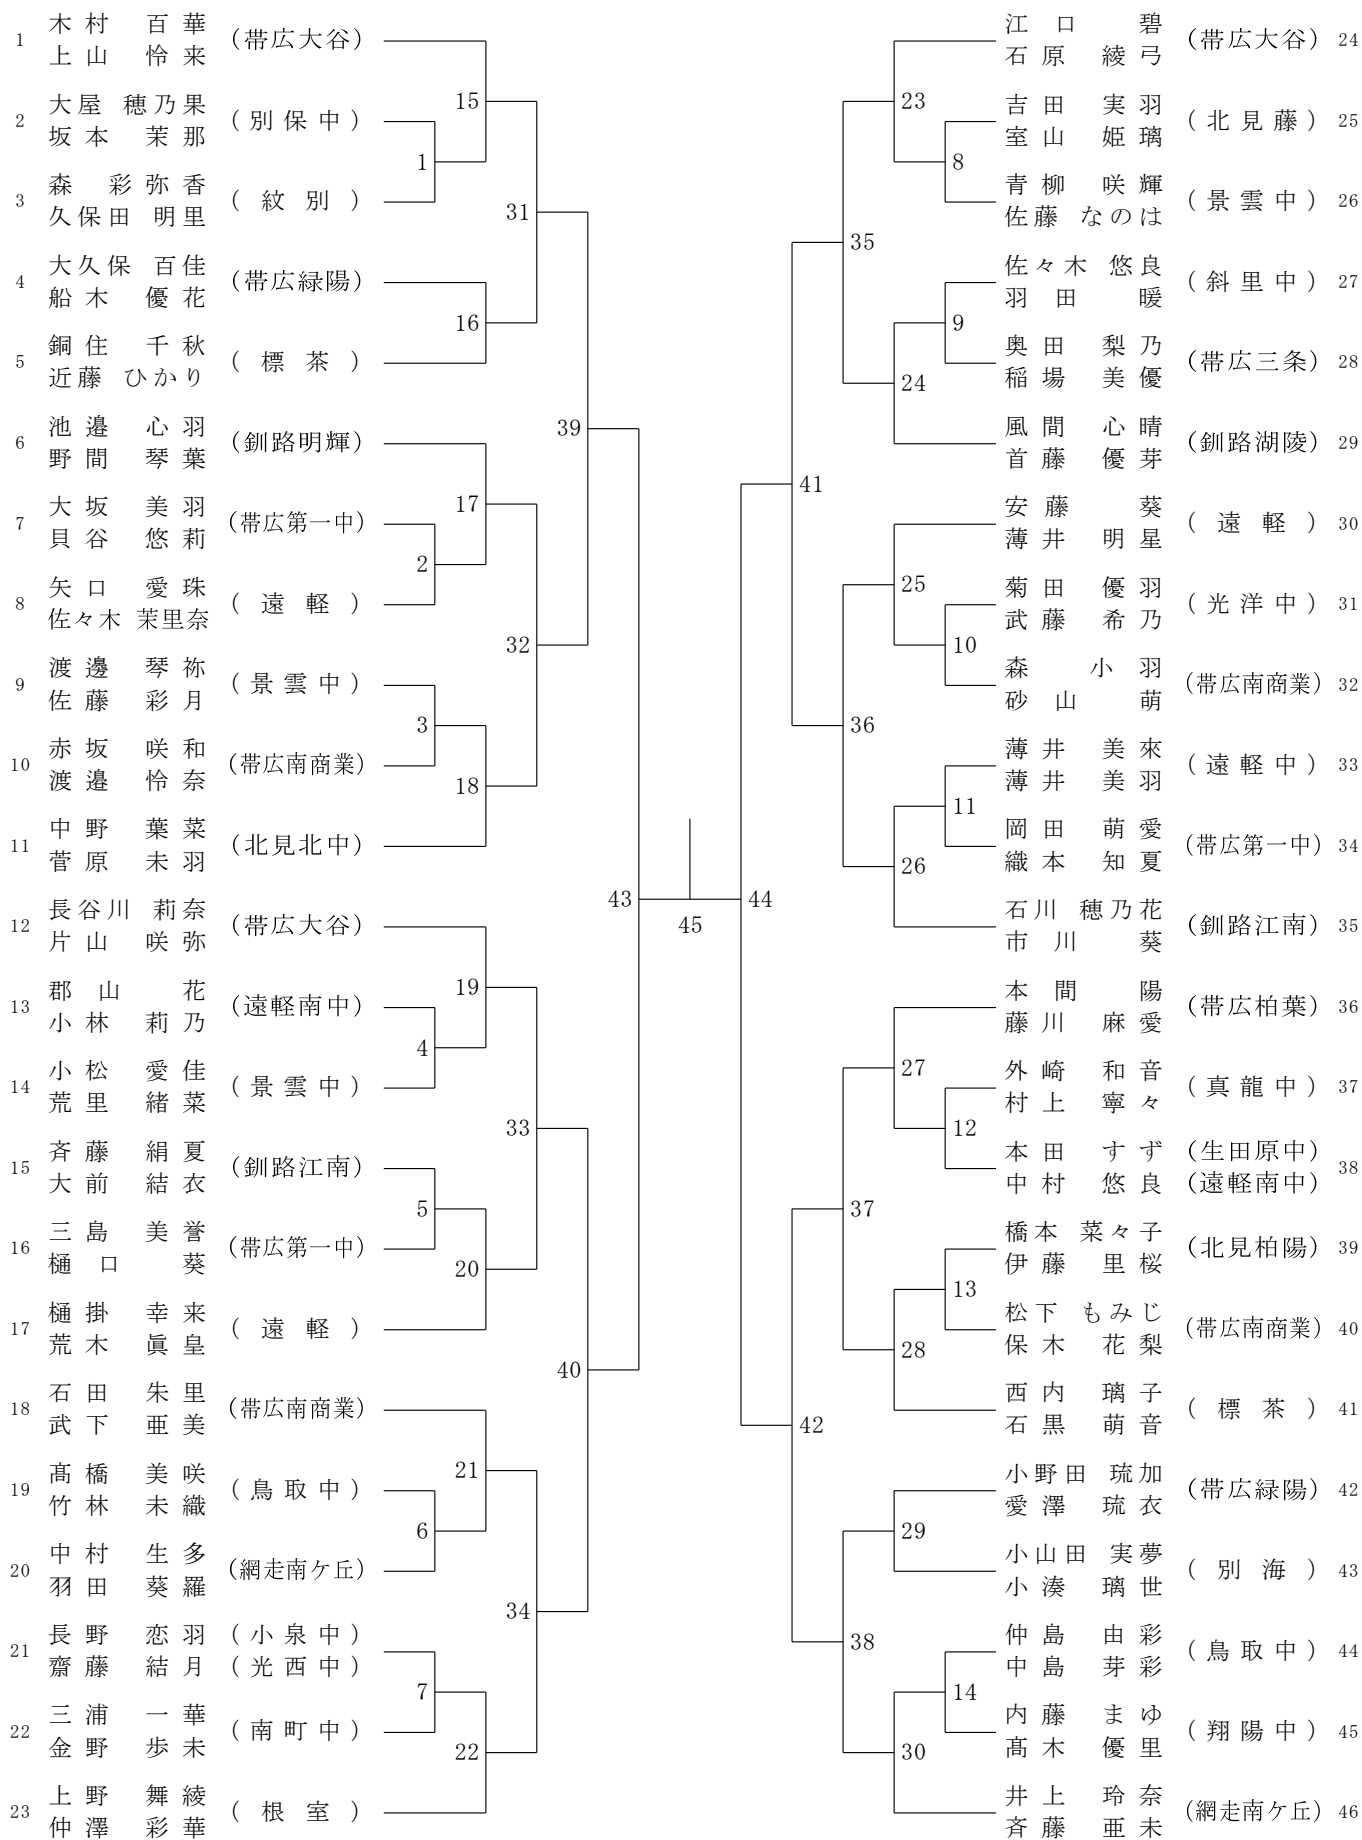 木村 百華
1 (帯広大谷)
上山 怜来
大屋 穂乃果
2 (別保中)
坂本 茉那
森 彩弥香
3 (紋別)
久保田 明里
大久保 百佳
4 (帯広緑陽)
船木 優花
銅住 千秋
5 (標茶)
近藤 ひかり
池邉 心羽
6 (釧路明輝)
野間 琴葉
大坂 美羽
7 (帯広第一中)
貝谷 悠莉
矢口 愛珠
8 (遠軽)
佐々木 茉里奈
渡邊 琴祢
9 (景雲中)
佐藤 彩月
赤坂 咲和
10 (帯広南商業)
渡邉 怜奈
中野 葉菜
11 (北見北中)
菅原 未羽
長谷川 莉奈
12 (帯広大谷)
片山 咲弥
郡山 花
13 (遠軽南中)
小林 莉乃
小松 愛佳
14 (景雲中)
荒里 緒菜
斉藤 絹夏
15 (釧路江南)
大前 結衣
三島 美誉
16 (帯広第一中)
樋口 葵
樋掛 幸来
17 (遠軽)
荒木 眞皇
石田 朱里
18 (帯広南商業)
武下 亜美
髙橋 美咲
19 (鳥取中)
竹林 未織
中村 生多
20 (網走南ケ丘)
羽田 葵羅
長野 恋羽 (小泉中)
21
齋藤 結月 (光西中)
三浦 一華
22 (南町中)
金野 歩未
上野 舞綾
23 (根室)
仲澤 彩華
15
1
31
16
39
17
2
32
3
18
43
19
4
33
5
20
40
21
6
34
7
22
45
44
23
8
35
9
24
41
25
10
36
11
26
27
12
37
13
28
42
29
38
14
30
江口 碧
(帯広大谷) 24
石原 綾弓
吉田 実羽
(北見藤) 25
室山 姫璃
青柳 咲輝
(景雲中) 26
佐藤 なのは
佐々木 悠良
(斜里中) 27
羽田 暖
奥田 梨乃
(帯広三条) 28
稲場 美優
風間 心晴
(釧路湖陵) 29
首藤 優芽
安藤 葵
(遠軽) 30
薄井 明星
菊田 優羽
(光洋中) 31
武藤 希乃
森 小羽
(帯広南商業) 32
砂山 萌
薄井 美來
(遠軽中) 33
薄井 美羽
岡田 萌愛
(帯広第一中) 34
織本 知夏
石川 穂乃花
(釧路江南) 35
市川 葵
本間 陽
(帯広柏葉) 36
藤川 麻愛
外崎 和音
(真龍中) 37
村上 寧々
本田 すず (生田原中)
38
中村 悠良 (遠軽南中)
橋本 菜々子
(北見柏陽) 39
伊藤 里桜
松下 もみじ
(帯広南商業) 40
保木 花梨
西内 璃子
(標茶) 41
石黒 萌音
小野田 琉加
(帯広緑陽) 42
愛澤 琉衣
小山田 実夢
(別海) 43
小湊 璃世
仲島 由彩
(鳥取中) 44
中島 芽彩
内藤 まゆ
(翔陽中) 45
髙木 優里
井上 玲奈
(網走南ケ丘) 46
斉藤 亜未